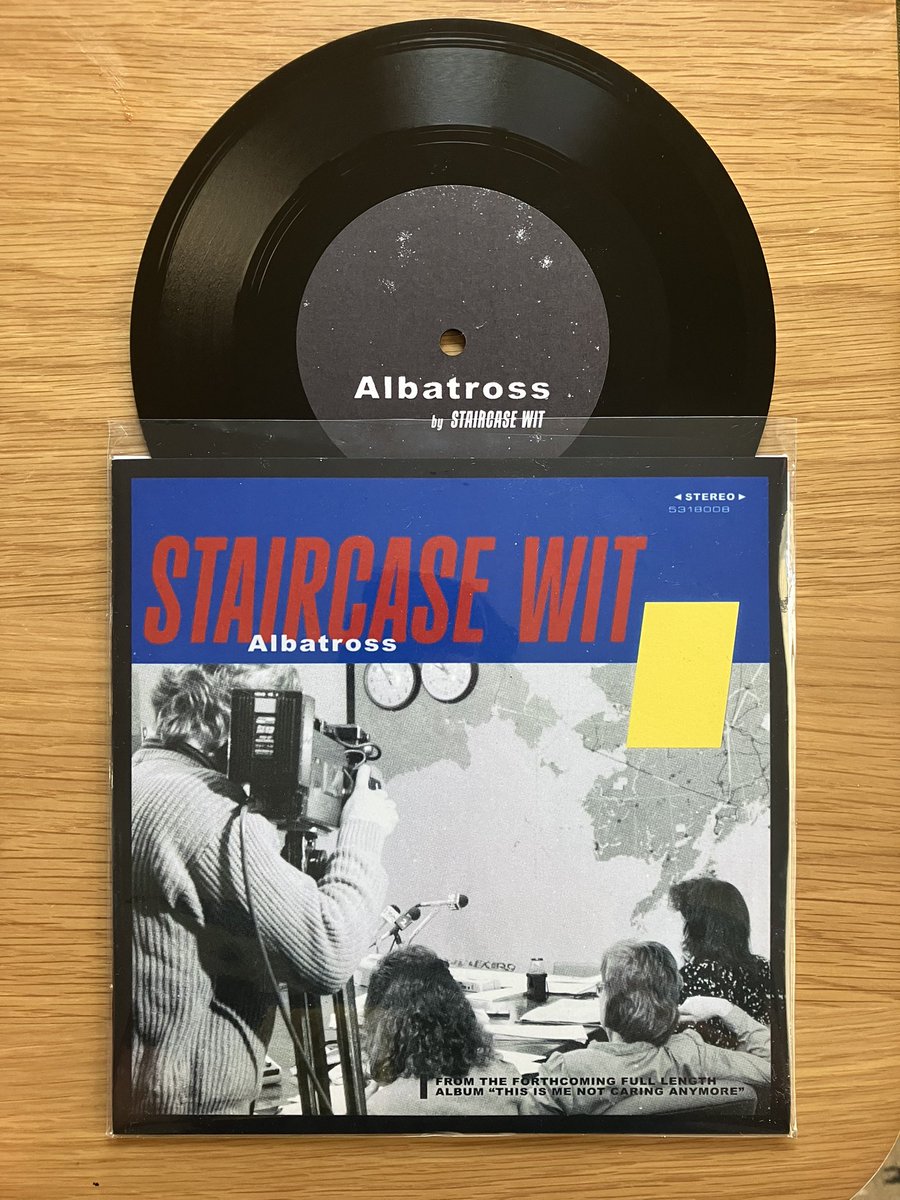 Albatross
by STAIRCASE WIT
◄ STEREO ►
5318008
STAIRCASE WIT
Albatross
FROM THE FORTHCOMING FULL LENGTH
ALBUM “THIS IS ME NOT CARING ANYMORE”